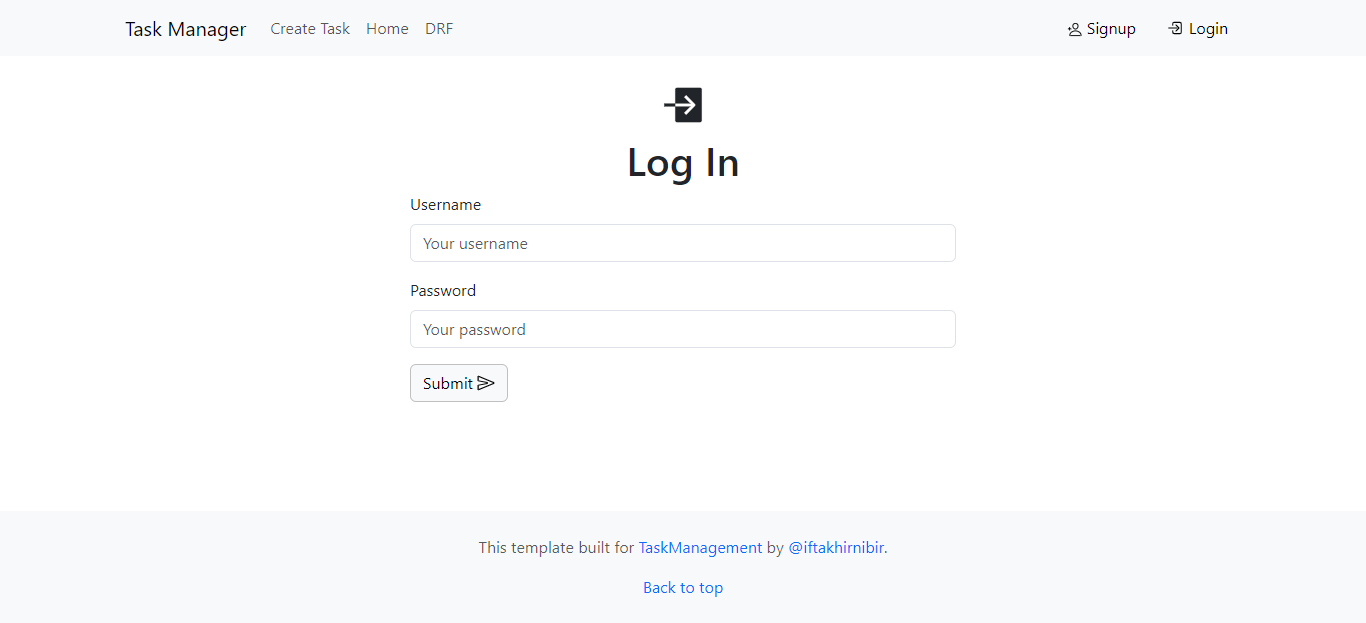 Task Manager Create Task Home DRF Signup Login
Log In
Username
Your username
Password
Your password
Submit
This template built for TaskManagement by @iftakhirnibir.
Back to top